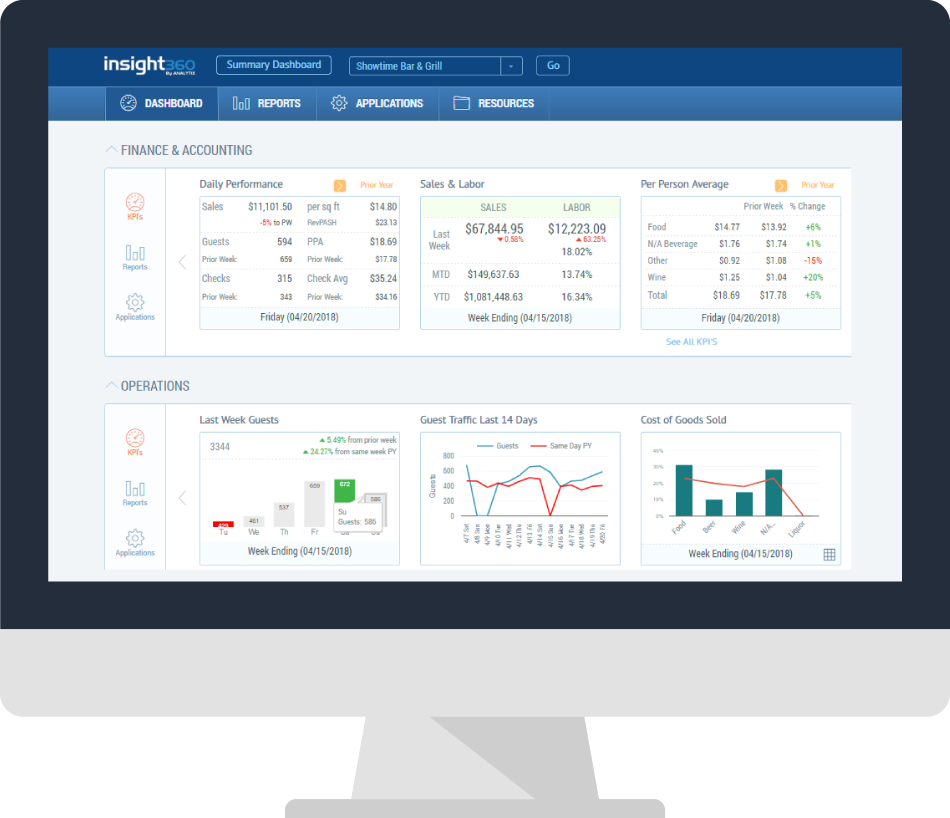 insight360
By ANALYTIX
Summary Dashboard
Showtime Bar & Grill
Go
DASHBOARD
REPORTS
APPLICATIONS
RESOURCES
FINANCE & ACCOUNTING
KPIs
Reports
Applications
Daily Performance
Prior Year
Sales $11,101.50 per sq ft $14.80
-5% to PW RevPASH $23.13
Guests 594 PPA $18.69
Prior Week: 659 Prior Week: $17.78
Checks 315 Check Avg $35.24
Prior Week: 343 Prior Week: $34.16
Friday (04/20/2018)
Sales & Labor
SALES LABOR
Last Week $67,844.95 $12,223.09
0.58% 63.25%
18.02%
MTD $149,637.63 13.74%
YTD $1,081,448.63 16.34%
Week Ending (04/15/2018)
Per Person Average
Prior Year
Prior Week % Change
Food $14.77 $13.92 +6%
N/A Beverage $1.76 $1.74 +1%
Other $0.92 $1.08 -15%
Wine $1.25 $1.04 +20%
Total $18.69 $17.78 +5%
Friday (04/20/2018)
See All KPI'S
OPERATIONS
KPIs
Reports
Applications
Last Week Guests
3344
5.49% from prior week
24.27% from same week PY
461
537
659
672
586
Su
Guests: 586
Tu We Th Fr
Week Ending (04/15/2018)
Guest Traffic Last 14 Days
Guests
Same Day PY
Guests
800
600
400
200
0
4/7 Sat
4/8 Sun
4/9 Mon
4/10 Tue
4/11 Wed
4/12 Thu
4/13 Fri
4/14 Sat
4/15 Sun
4/16 Mon
4/17 Tue
4/18 Wed
4/19 Thu
4/20 Fri
Cost of Goods Sold
40%
30%
20%
10%
0%
Food
Beer
Wine
N/A..
Liquor
Week Ending (04/15/2018)